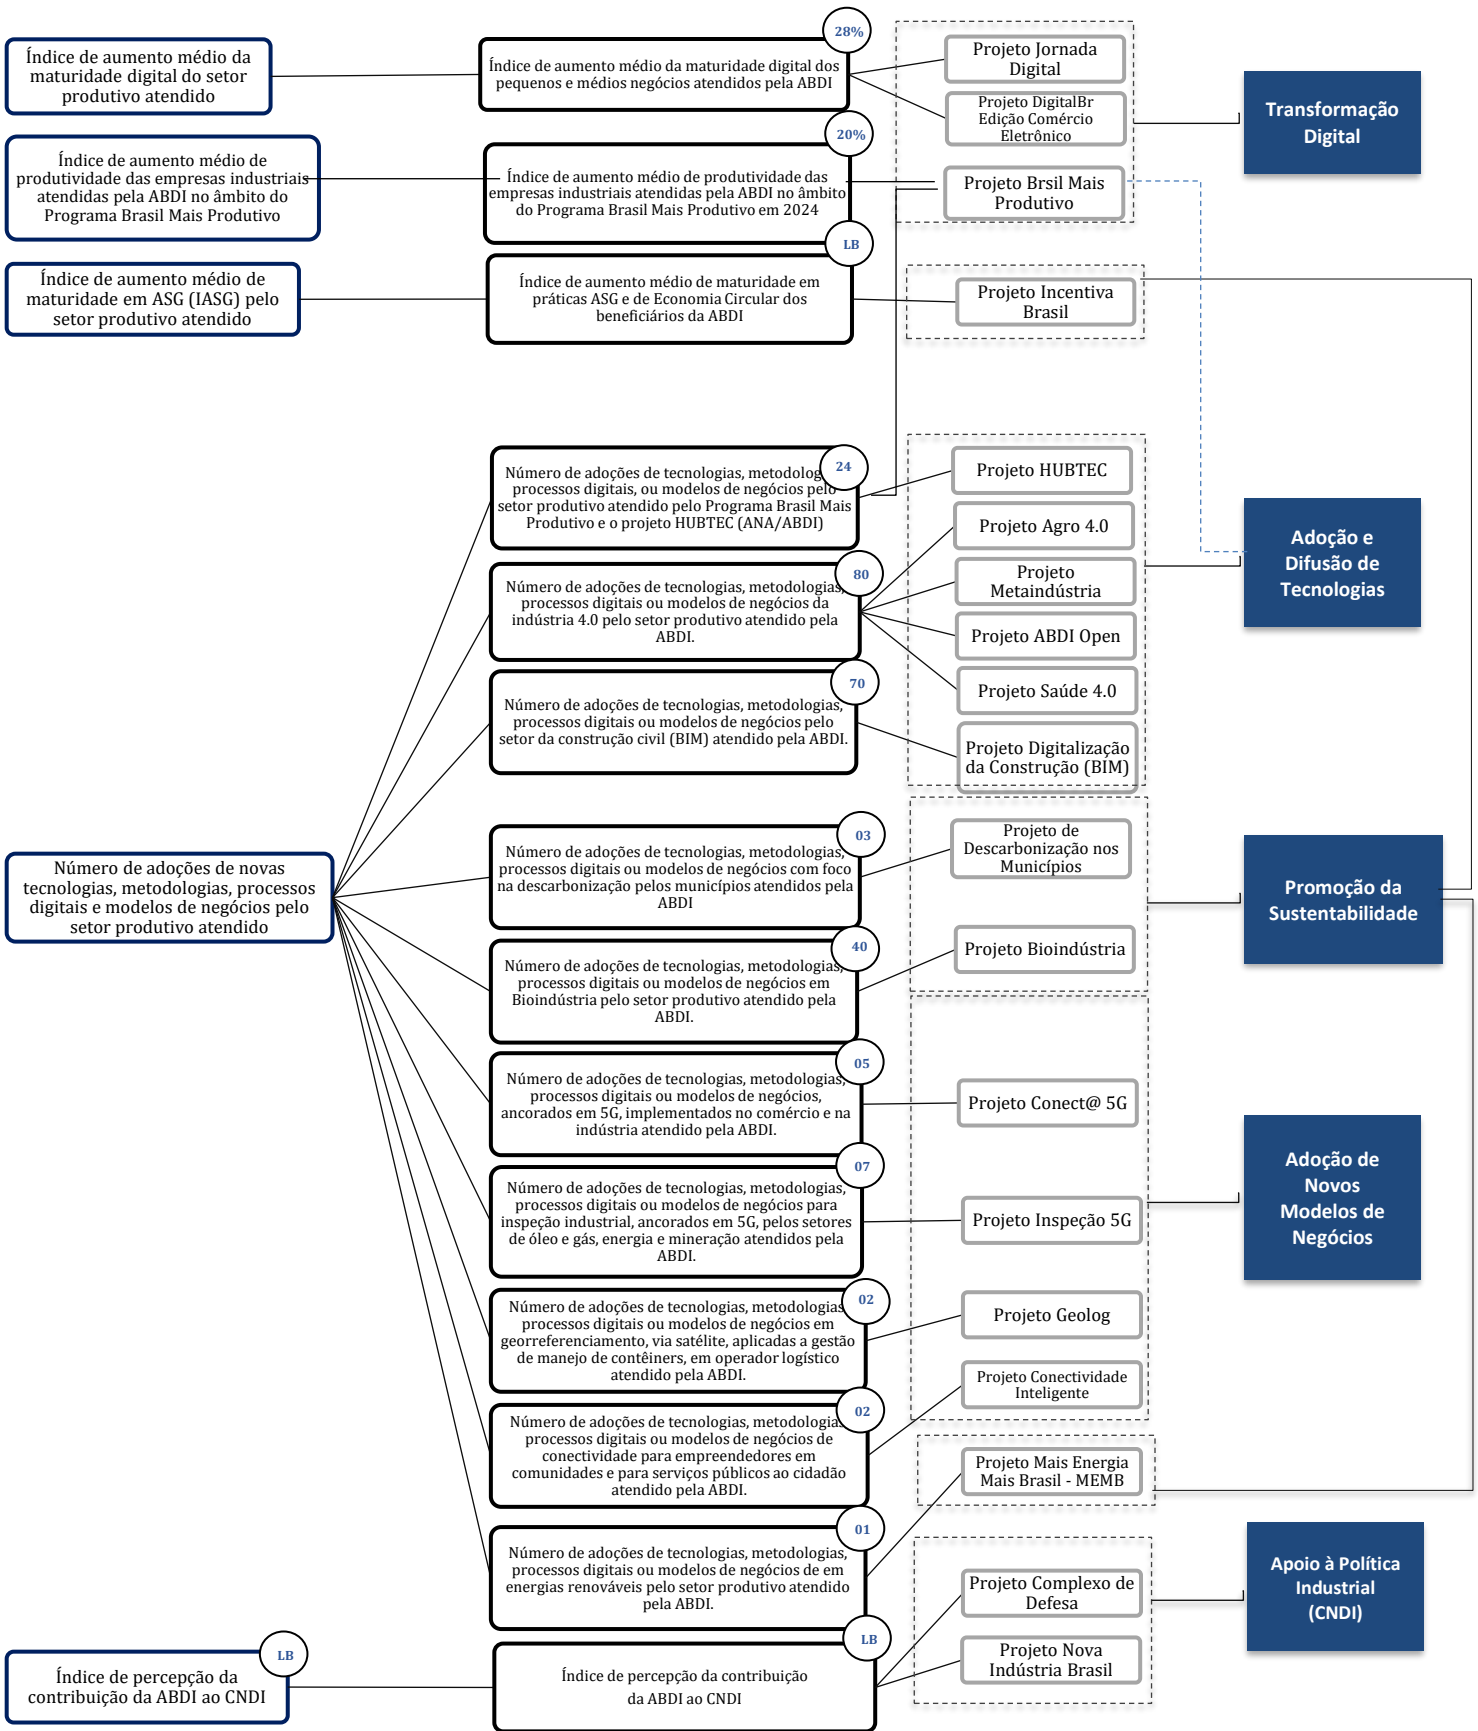 28%
Índice de aumento médio da
maturidade digital do setor
produtivo atendido
Índice de aumento médio da maturidade digital dos
pequenos e médios negócios atendidos pela ABDI
Projeto Jornada
Digital
Projeto DigitalBr
Edição Comércio
Eletrônico
Transformação
Digital
20%
Índice de aumento médio de
produtividade das empresas industriais
atendidas pela ABDI no âmbito do
Programa Brasil Mais Produtivo
Índice de aumento médio de produtividade das
empresas industriais atendidas pela ABDI no âmbito
do Programa Brasil Mais Produtivo em 2024
Projeto Brsil Mais
Produtivo
LB
Índice de aumento médio de
maturidade em ASG (IASG) pelo
setor produtivo atendido
Índice de aumento médio de maturidade em
práticas ASG e de Economia Circular dos
beneficiários da ABDI
Projeto Incentiva
Brasil
24
Número de adoções de tecnologias, metodolog
processos digitais, ou modelos de negócios pelo
setor produtivo atendido pelo Programa Brasil Mais
Produtivo e o projeto HUBTEC (ANA/ABDI)
Projeto HUBTEC
Projeto Agro 4.0
80
Número de adoções de tecnologias, metodologias,
processos digitais ou modelos de negócios da
indústria 4.0 pelo setor produtivo atendido pela
ABDI.
Projeto
Metaindústria
Projeto ABDI Open
Projeto Saúde 4.0
Adoção e
Difusão de
Tecnologias
70
Número de adoções de tecnologias, metodologias,
processos digitais ou modelos de negócios pelo
setor da construção civil (BIM) atendido pela ABDI.
Projeto Digitalização
da Construção (BIM)
03
Número de adoções de novas
tecnologias, metodologias, processos
digitais e modelos de negócios pelo
setor produtivo atendido
Número de adoções de tecnologias, metodologias,
processos digitais ou modelos de negócios com foco
na descarbonização pelos municípios atendidos pela
ABDI
Projeto de
Descarbonização nos
Municípios
Promoção da
Sustentabilidade
40
Número de adoções de tecnologias, metodologias,
processos digitais ou modelos de negócios em
Bioindústria pelo setor produtivo atendido pela
ABDI.
Projeto Bioindústria
05
Número de adoções de tecnologias, metodologias,
processos digitais ou modelos de negócios,
ancorados em 5G, implementados no comércio e na
indústria atendido pela ABDI.
Projeto Conect@ 5G
07
Número de adoções de tecnologias, metodologias,
processos digitais ou modelos de negócios para
inspeção industrial, ancorados em 5G, pelos setores
de óleo e gás, energia e mineração atendidos pela
ABDI.
Projeto Inspeção 5G
Adoção de
Novos
Modelos de
Negócios
02
Número de adoções de tecnologias, metodologias
processos digitais ou modelos de negócios em
georreferenciamento, via satélite, aplicadas a gestão
de manejo de contêiners, em operador logístico
atendido pela ABDI.
Projeto Geolog
02
Número de adoções de tecnologias, metodologias
processos digitais ou modelos de negócios de
conectividade para empreendedores em
comunidades e para serviços públicos ao cidadão
atendido pela ABDI.
Projeto Conectividade
Inteligente
01
Número de adoções de tecnologias, metodologias,
processos digitais ou modelos de negócios de em
energias renováveis pelo setor produtivo atendido
pela ABDI.
Projeto Mais Energia
Mais Brasil - MEMB
Projeto Complexo de
Defesa
Apoio à Política
Industrial
(CNDI)
LB
Índice de percepção da
contribuição da ABDI ao CNDI
LB
Índice de percepção da contribuição
da ABDI ao CNDI
Projeto Nova
Indústria Brasil